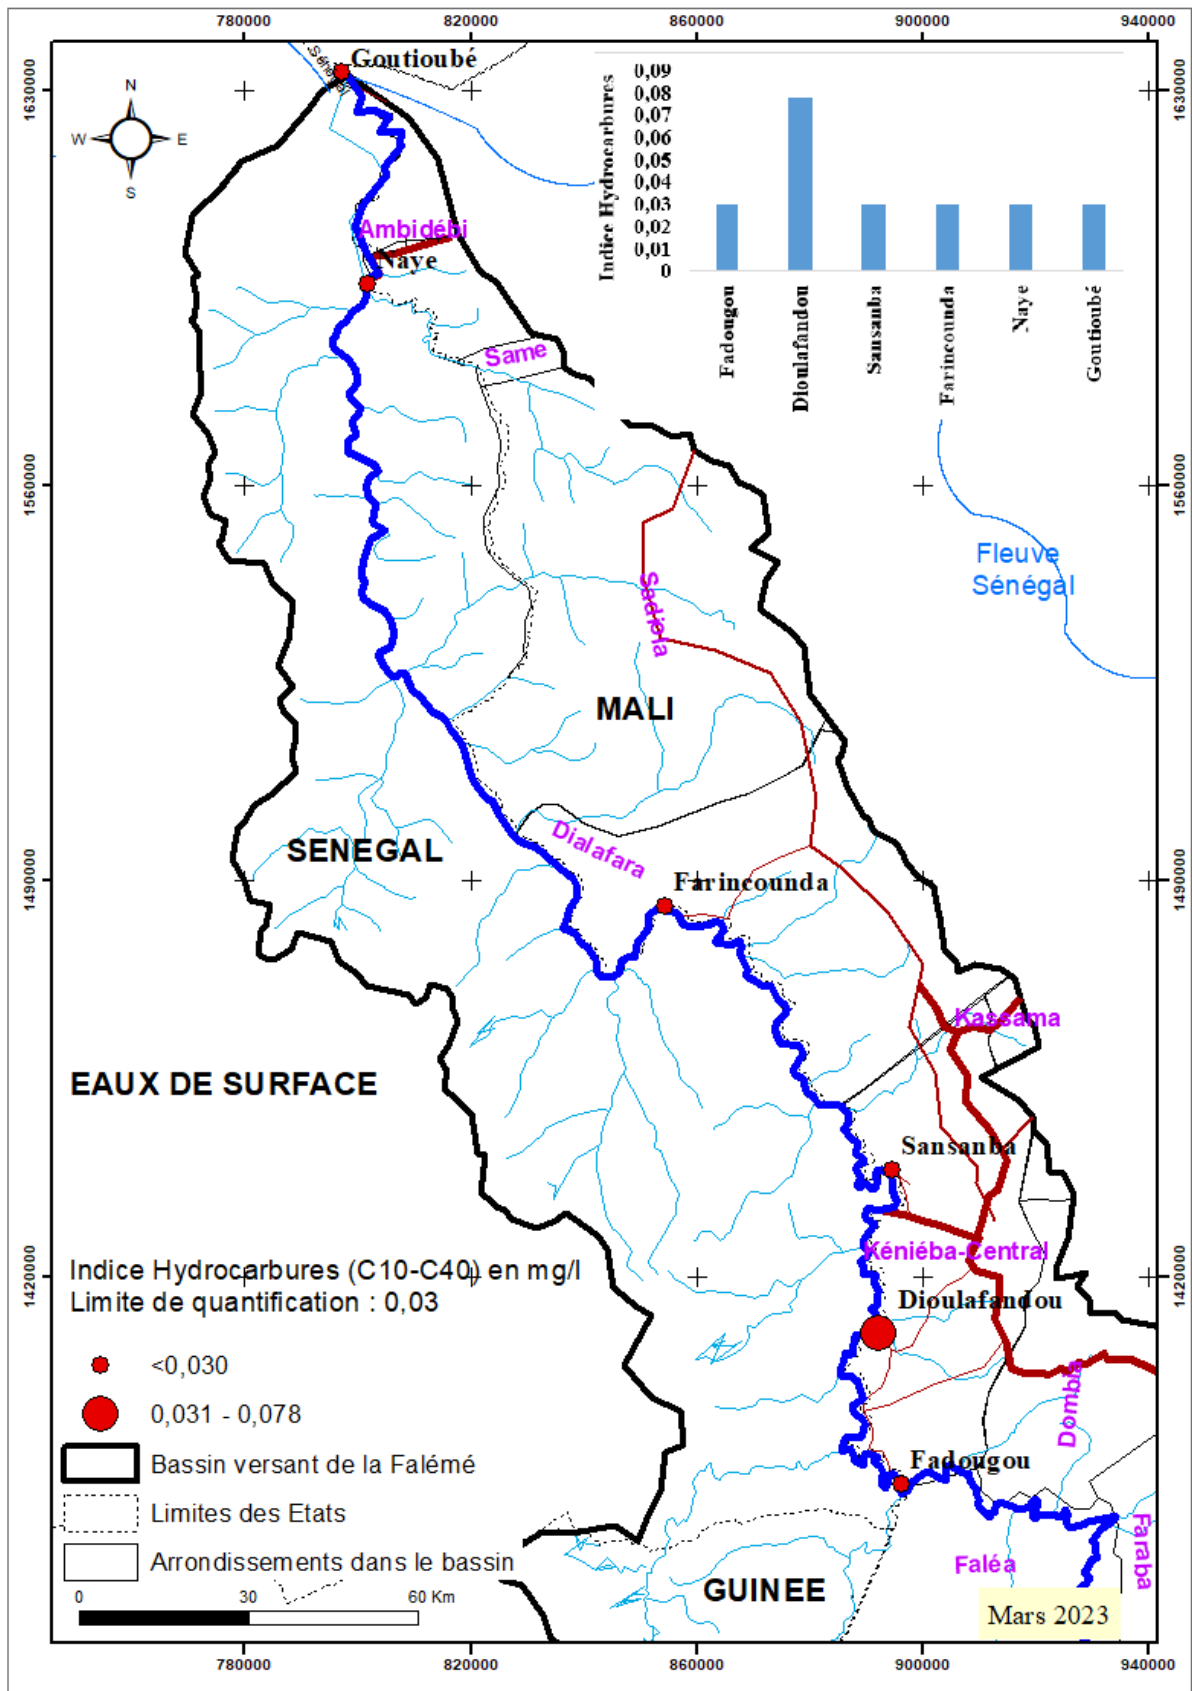 780000
820000
860000
900000
940000
1630000
1630000
Sénégal
Goutioubé
N
W
E
S
Indice Hydrocarbures
0,09
0,08
0,07
0,06
0,05
0,04
0,03
0,02
0,01
0
Fadougou
Dioulafandou
Sansanba
Farincounda
Naye
Goutioubé
Ambidébi
Naye
Same
1560000
1560000
Fleuve
Sénégal
Sadiola
MALI
SENEGAL
Dialafara
1490000
1490000
Farincounda
Kassama
EAUX DE SURFACE
Sansanba
Kéniéba-Central
1420000
1420000
Dioulafandou
Indice Hydrocarbures (C10-C40) en mg/l
Limite de quantification : 0,03
<0,030
0,031 - 0,078
Bassin versant de la Falémé
Limites des Etats
Arrondissements dans le bassin
0
30
60 Km
Dombia
Fadougou
Faraba
Faléa
GUINEE
Mars 2023
780000
820000
860000
900000
940000